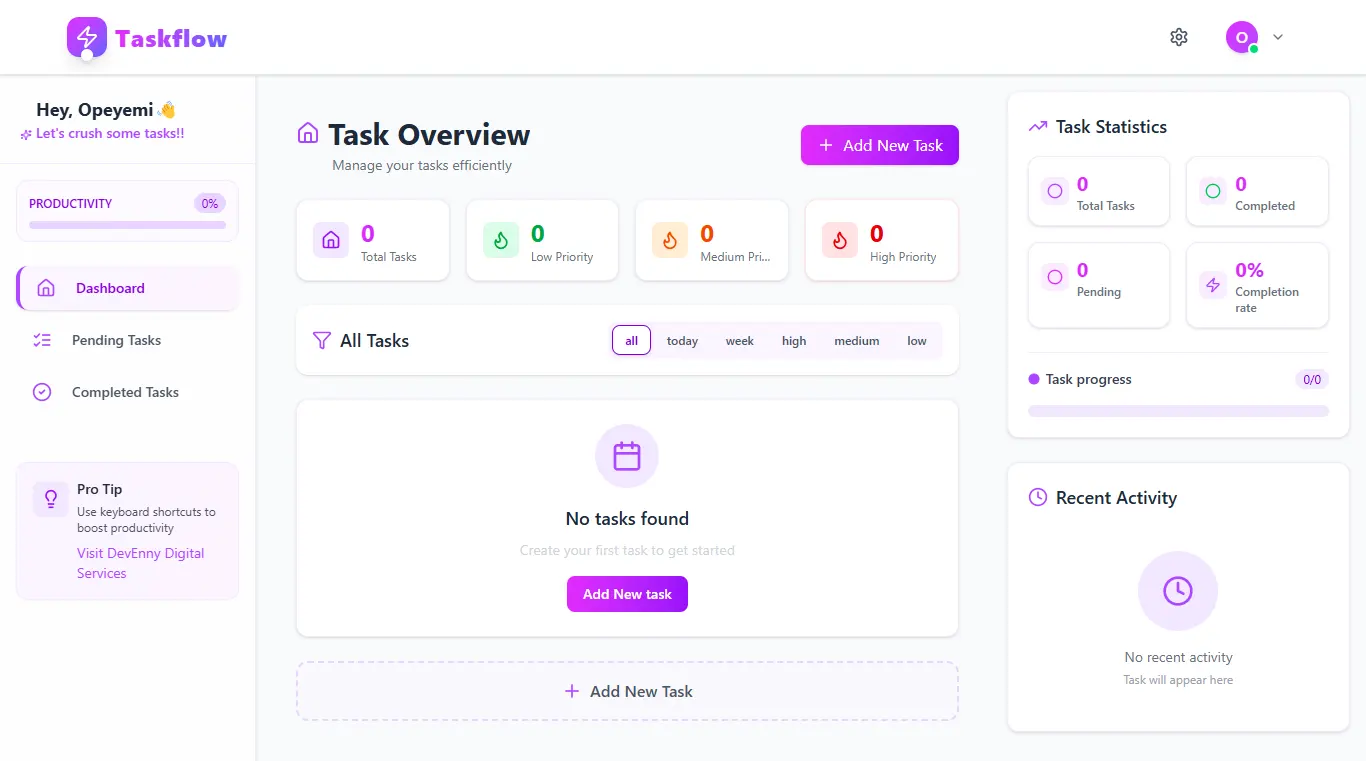 Taskflow
O
Hey, Opeyemi 👋
Let's crush some tasks!!
PRODUCTIVITY
0%
Dashboard
Pending Tasks
Completed Tasks
Pro Tip
Use keyboard shortcuts to
boost productivity
Visit DevEnny Digital
Services
Task Overview
Manage your tasks efficiently
+ Add New Task
0
Total Tasks
0
Low Priority
0
Medium Pri...
0
High Priority
All Tasks
all
today
week
high
medium
low
No tasks found
Create your first task to get started
Add New task
+ Add New Task
Task Statistics
0
Total Tasks
0
Completed
0
Pending
0%
Completion
rate
Task progress
0/0
Recent Activity
No recent activity
Task will appear here